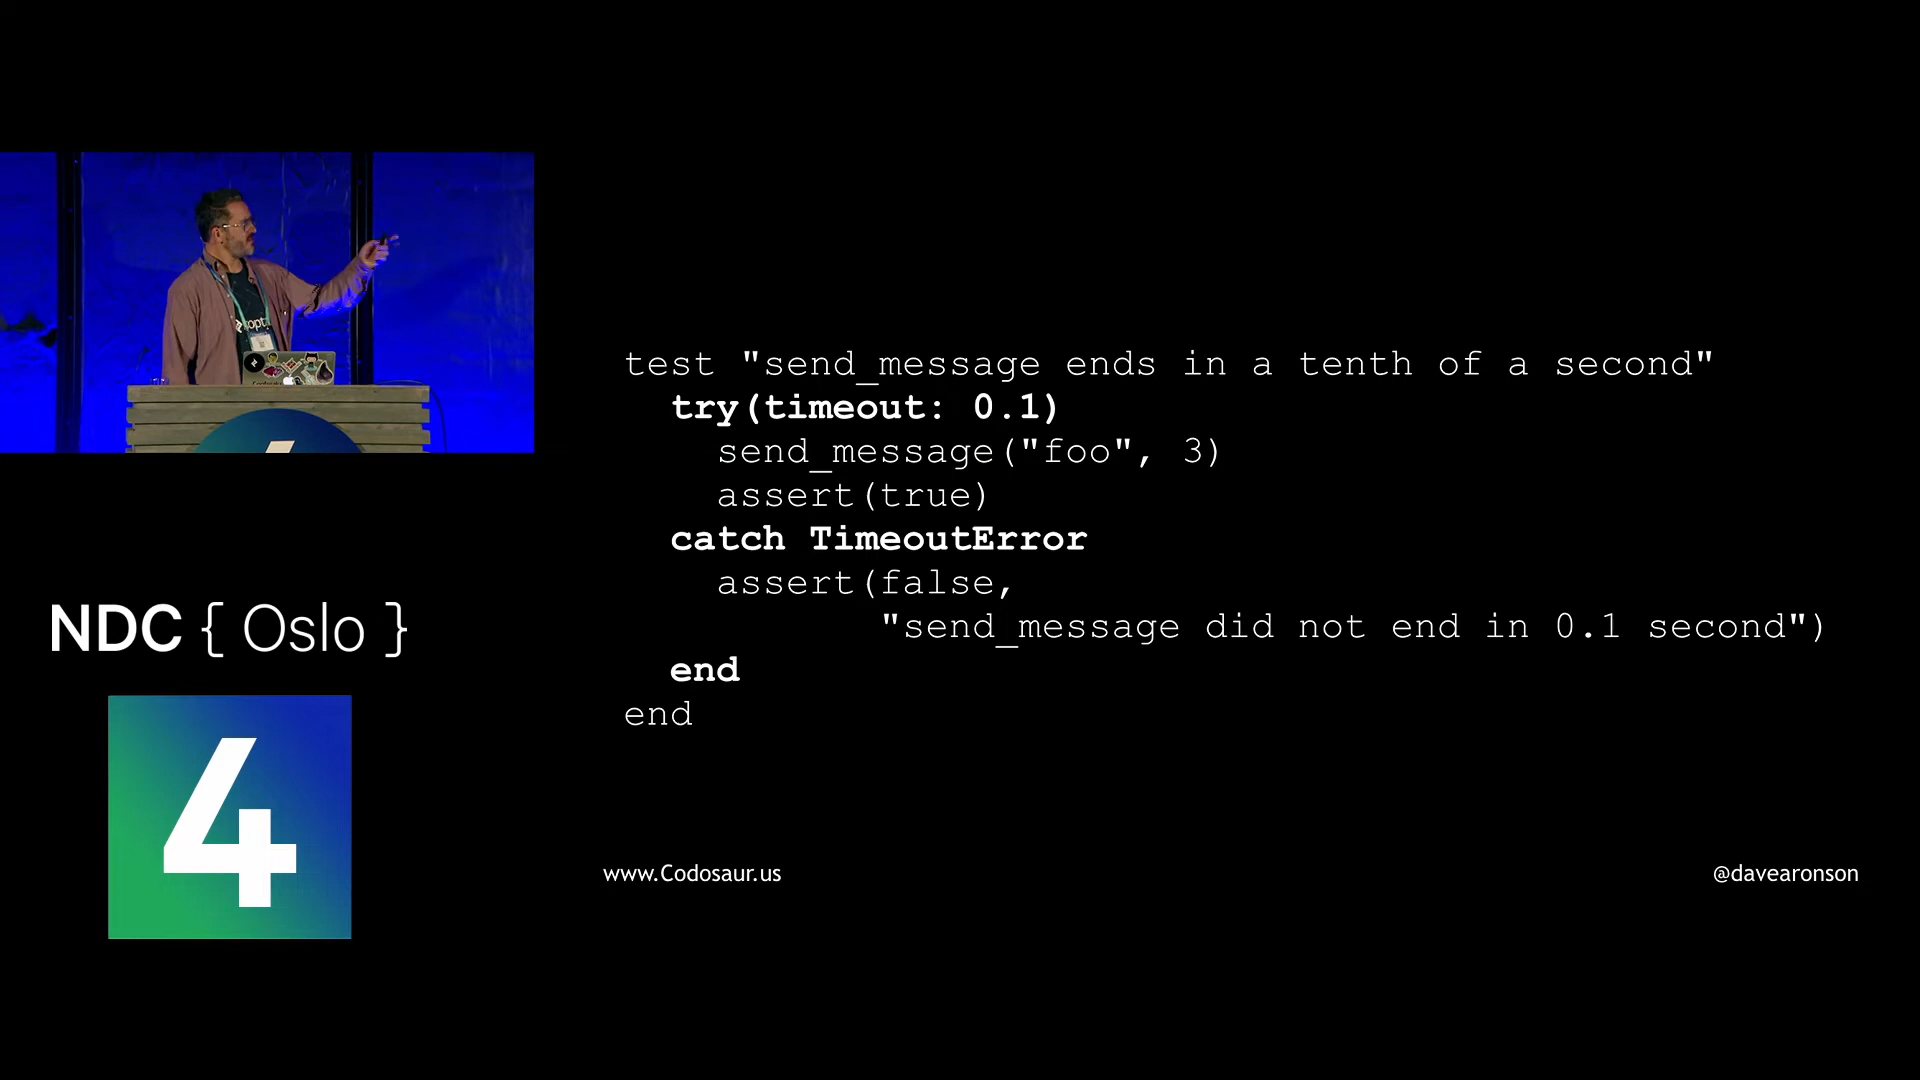 test "send_message ends in a tenth of a second"
  try(timeout: 0.1)
    send_message("foo", 3)
    assert(true)
  catch TimeoutError
    assert(false,
           "send_message did not end in 0.1 second")
  end
end
www.Codosaur.us
@davearonson
NDC { Oslo }
4